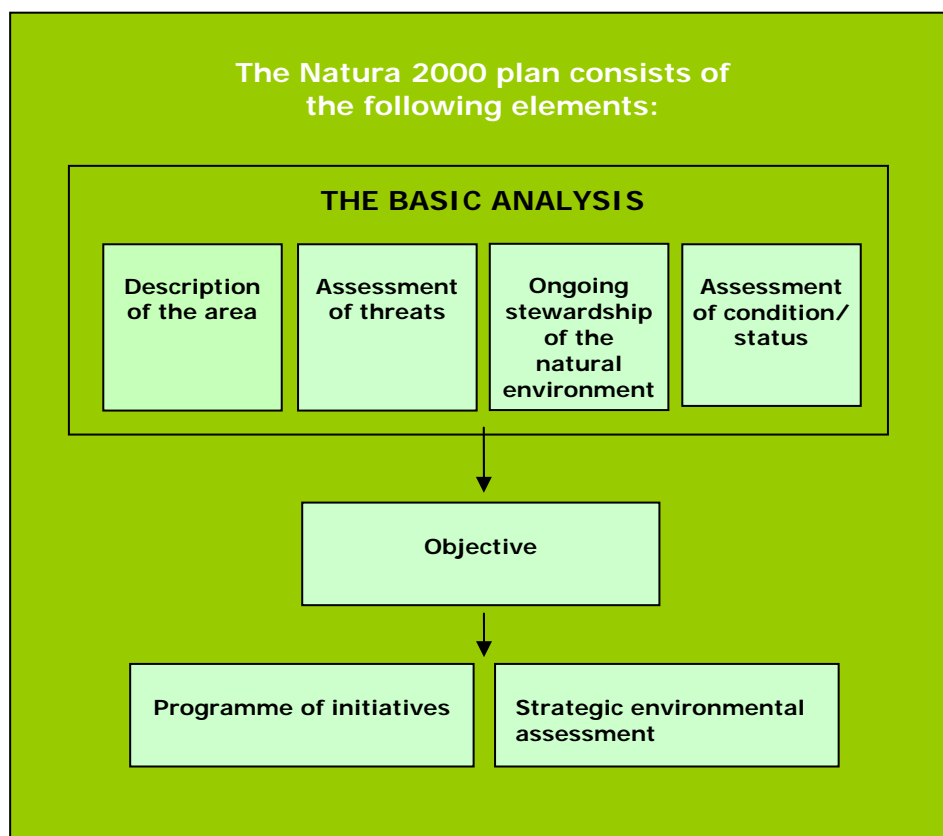 The Natura 2000 plan consists of
the following elements:
THE BASIC ANALYSIS
Description
of the area
Assessment
of threats
Ongoing
stewardship
of the
natural
environment
Assessment
of condition/
status
Objective
Programme of initiatives
Strategic environmental
assessment